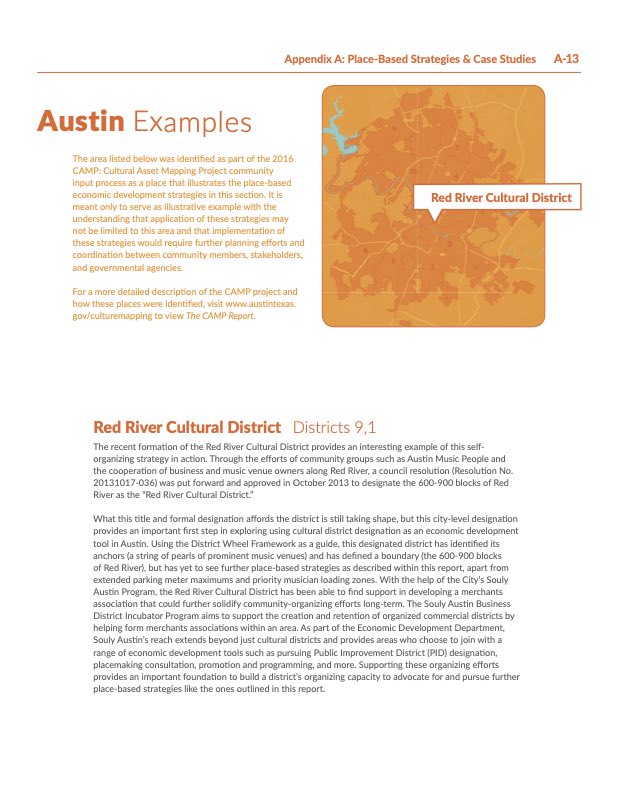 Appendix A: Place-Based Strategies & Case Studies A-13
Austin Examples
The area listed below was identified as part of the 2016
CAMP: Cultural Asset Mapping Project community
input process as a place that illustrates the place-based
economic development strategies in this section. It is
meant only to serve as illustrative example with the
understanding that application of these strategies may
not be limited to this area and that implementation of
these strategies would require further planning efforts and
coordination between community members, stakeholders,
and governmental agencies.
For a more detailed description of the CAMP project and
how these places were identified, visit www.austintexas.
gov/culturemapping to view The CAMP Report.
Red River Cultural District
Red River Cultural District Districts 9,1
The recent formation of the Red River Cultural District provides an interesting example of this self-
organizing strategy in action. Through the efforts of community groups such as Austin Music People and
the cooperation of business and music venue owners along Red River, a council resolution (Resolution No.
20131017-036) was put forward and approved in October 2013 to designate the 600-900 blocks of Red
River as the “Red River Cultural District.”
What this title and formal designation affords the district is still taking shape, but this city-level designation
provides an important first step in exploring using cultural district designation as an economic development
tool in Austin. Using the District Wheel Framework as a guide, this designated district has identified its
anchors (a string of pearls of prominent music venues) and has defined a boundary (the 600-900 blocks
of Red River), but has yet to see further place-based strategies as described within this report, apart from
extended parking meter maximums and priority musician loading zones. With the help of the City’s Souly
Austin Program, the Red River Cultural District has been able to find support in developing a merchants
association that could further solidify community-organizing efforts long-term. The Souly Austin Business
District Incubator Program aims to support the creation and retention of organized commercial districts by
helping form merchants associations within an area. As part of the Economic Development Department,
Souly Austin’s reach extends beyond just cultural districts and provides areas who choose to join with a
range of economic development tools such as pursuing Public Improvement District (PID) designation,
placemaking consultation, promotion and programming, and more. Supporting these organizing efforts
provides an important foundation to build a district’s organizing capacity to advocate for and pursue further
place-based strategies like the ones outlined in this report.